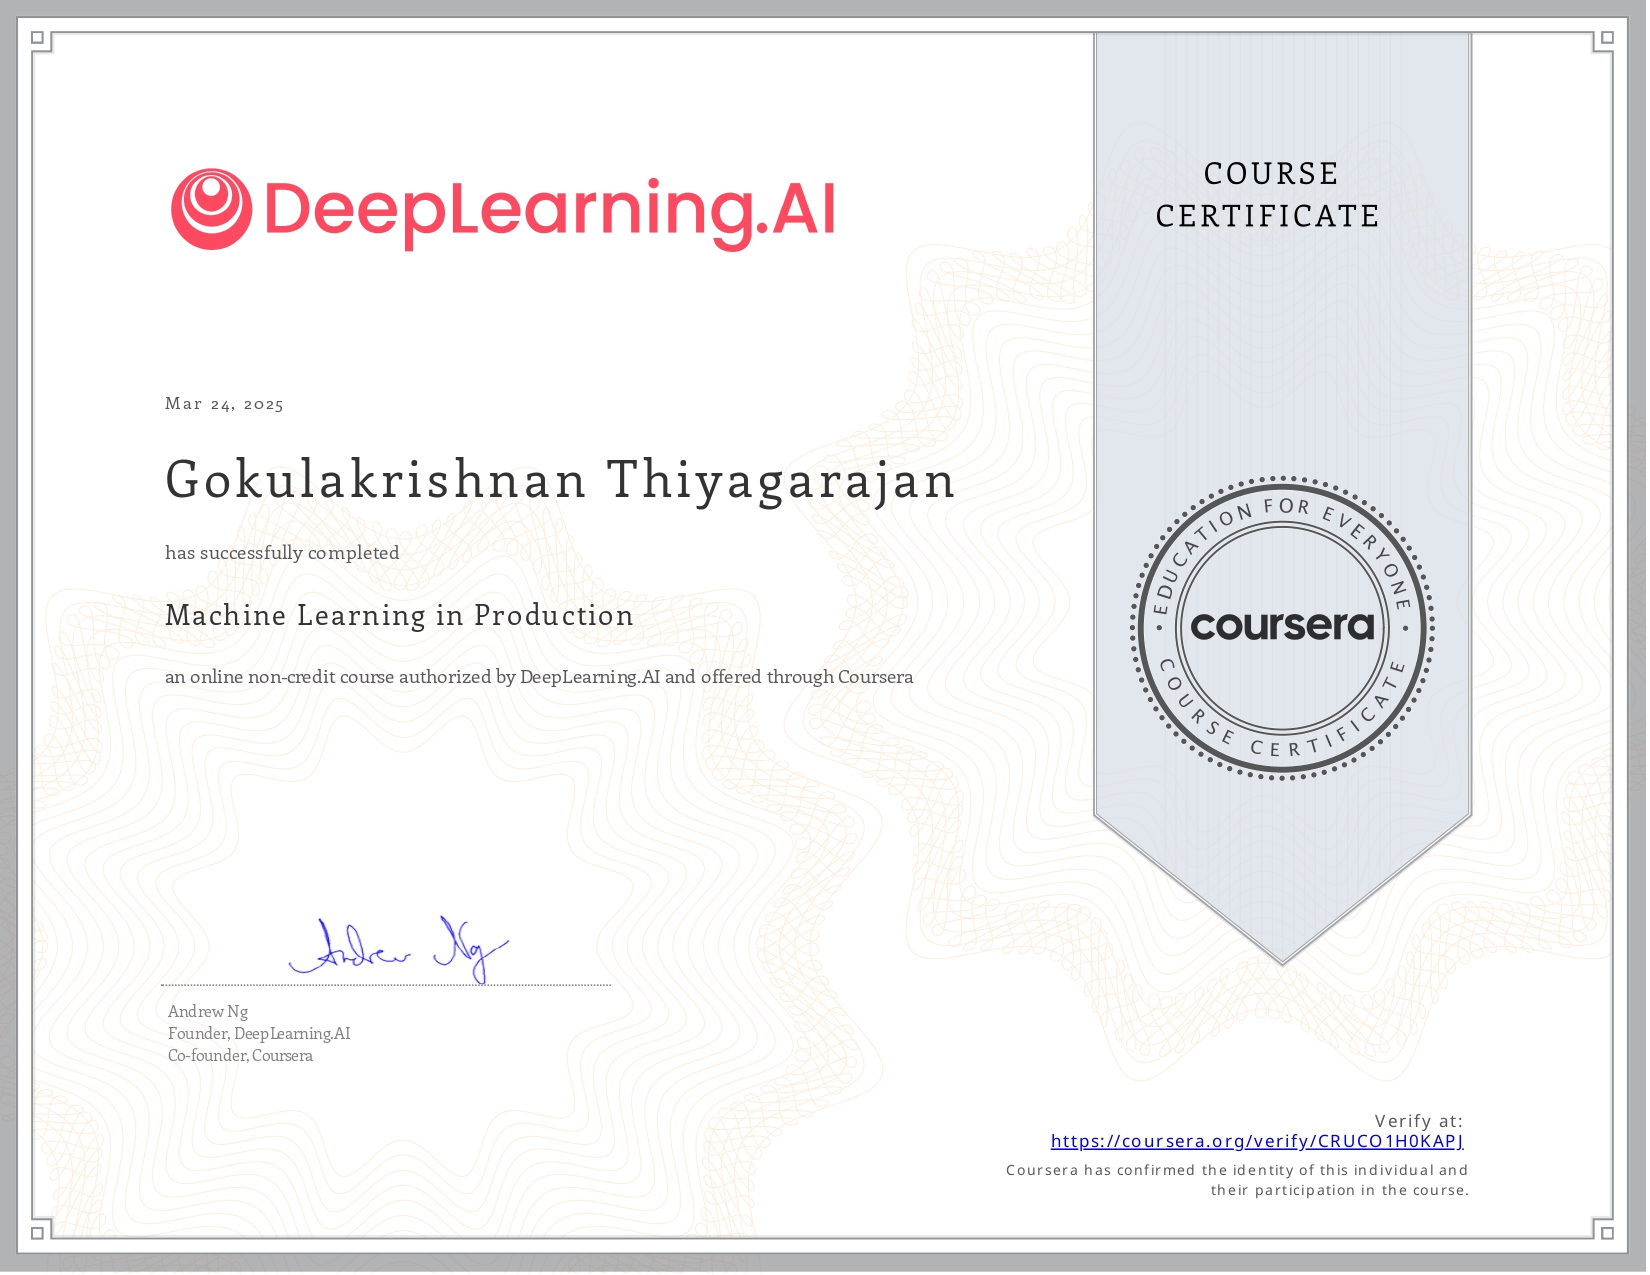 DeepLearning.AI
COURSE
CERTIFICATE
Mar 24, 2025
Gokulakrishnan Thiyagarajan
has successfully completed
Machine Learning in Production
an online non-credit course authorized by DeepLearning.AI and offered through Coursera
EDUCATION FOR EVERYONE
coursera
COURSE CERTIFICATE
Andrew Ng
Andrew Ng
Founder, DeepLearning.AI
Co-founder, Coursera
Verify at:
https://coursera.org/verify/CRUCO1H0KAPJ
Coursera has confirmed the identity of this individual and
their participation in the course.